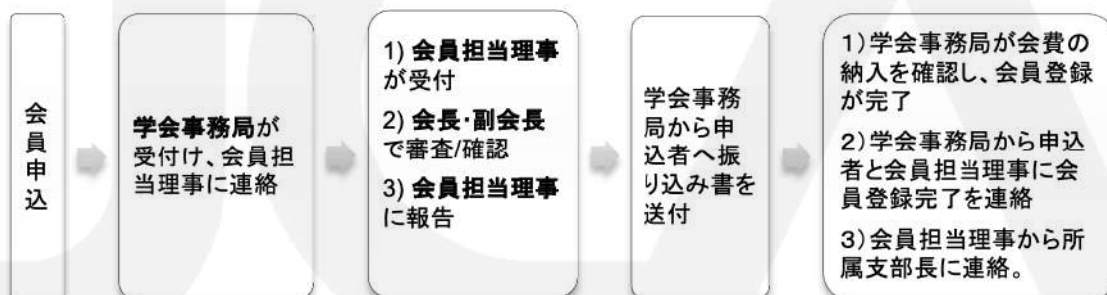 会員申込
学会事務局が
受付け、会員担
当理事に連絡
1) 会員担当理事
が受付
2) 会長・副会長
で審査/確認
3) 会員担当理事
に報告
学会事務
局から申
込者へ振
り込み書を
送付
1)学会事務局が会費の
納入を確認し、会員登録
が完了
2)学会事務局から申込
者と会員担当理事に会
員登録完了を連絡
3)会員担当理事から所
属支部長に連絡。